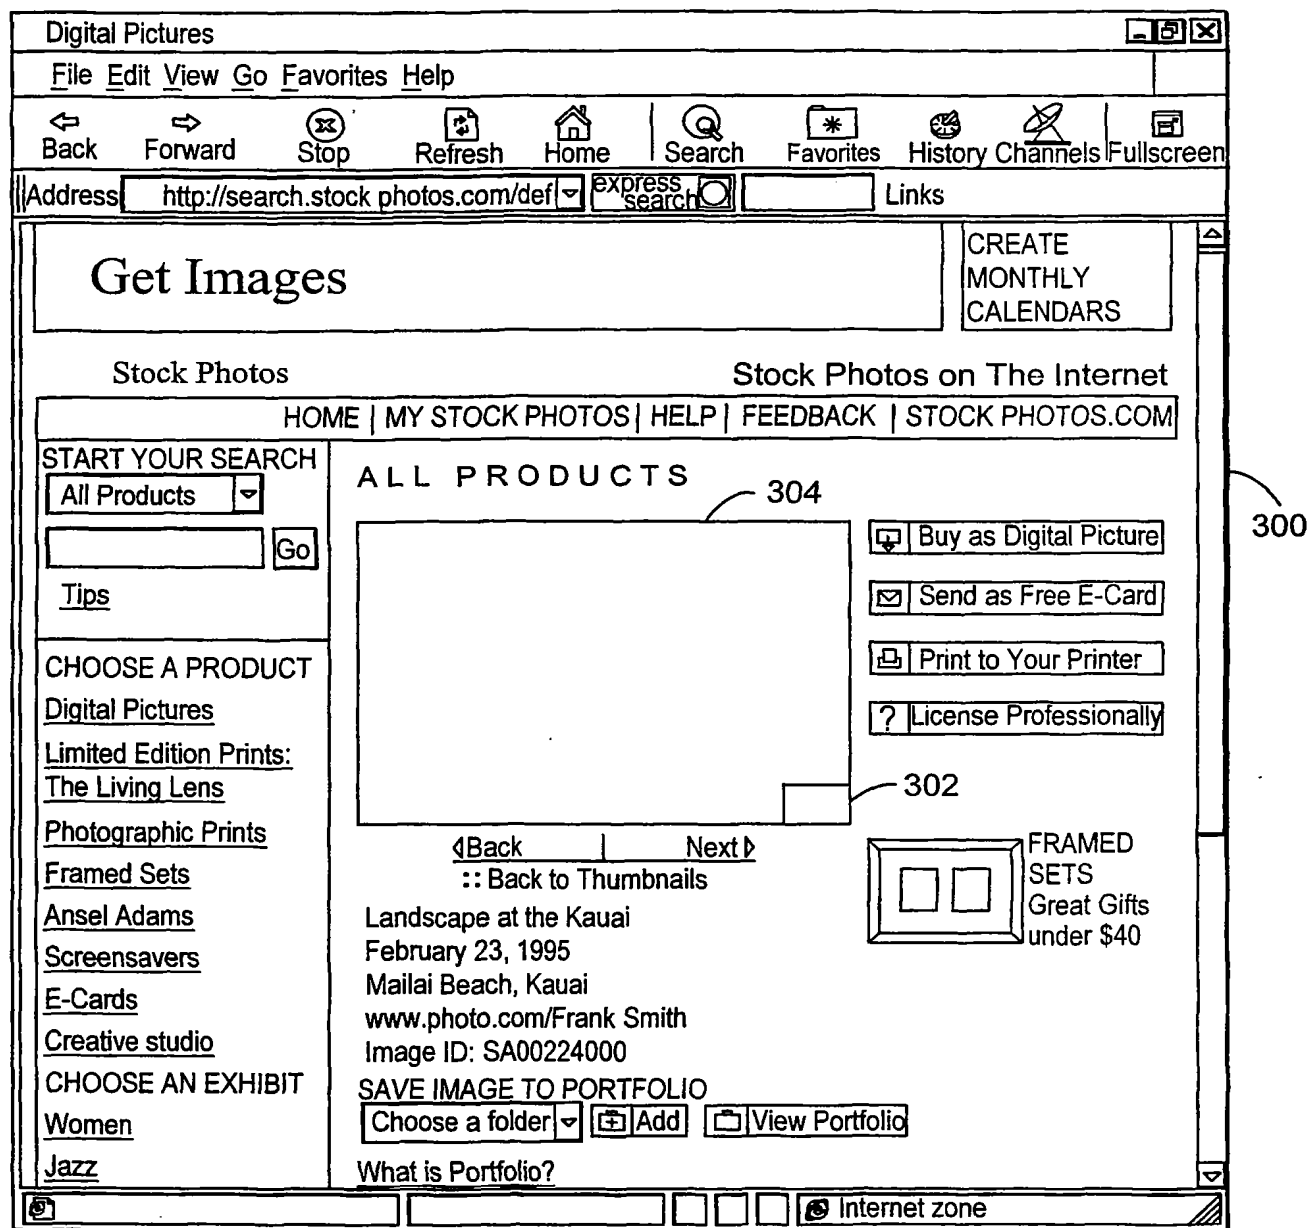 Digital Pictures
File Edit View Go Favorites Help
Back Forward Stop Refresh Home Search Favorites History Channels Fullscreen
Address http://search.stock photos.com/def express search Links
Get Images
CREATE
MONTHLY
CALENDARS
Stock Photos
Stock Photos on The Internet
HOME | MY STOCK PHOTOS | HELP | FEEDBACK | STOCK PHOTOS.COM
START YOUR SEARCH
All Products
Go
Tips
CHOOSE A PRODUCT
Digital Pictures
Limited Edition Prints:
The Living Lens
Photographic Prints
Framed Sets
Ansel Adams
Screensavers
E-Cards
Creative studio
CHOOSE AN EXHIBIT
Women
Jazz
ALL PRODUCTS
304
302
300
Back | Next
:: Back to Thumbnails
Landscape at the Kauai
February 23, 1995
Mailai Beach, Kauai
www.photo.com/Frank Smith
Image ID: SA00224000
SAVE IMAGE TO PORTFOLIO
Choose a folder Add View Portfolio
What is Portfolio?
Buy as Digital Picture
Send as Free E-Card
Print to Your Printer
? License Professionally
FRAMED
SETS
Great Gifts
under $40
Internet zone